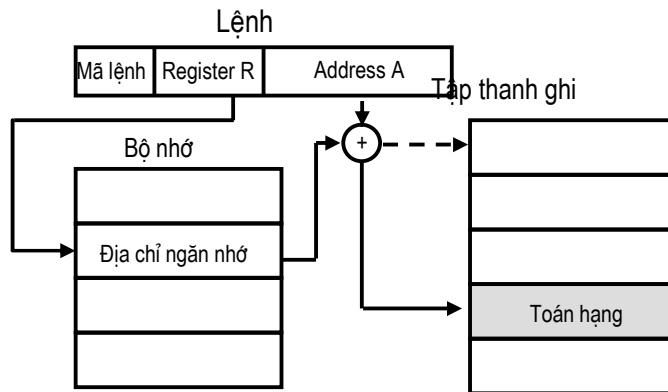 Lệnh
Mã lệnh
Register R
Address A
Tập thanh ghi
Bộ nhớ
+
Địa chỉ ngăn nhớ
Toán hạng